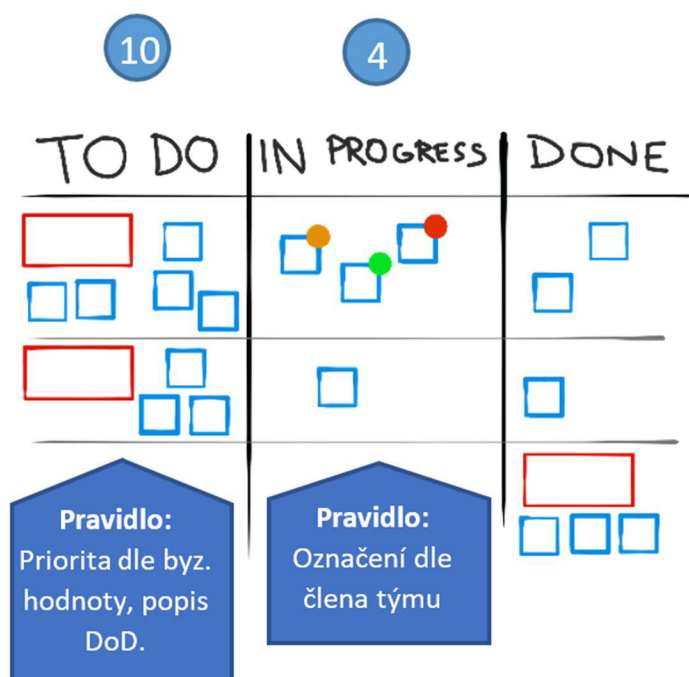 10
4
TO DO
IN PROGRESS
DONE
Pravidlo:
Priorita dle byz.
hodnoty, popis
DoD.
Pravidlo:
Označení dle
člena týmu